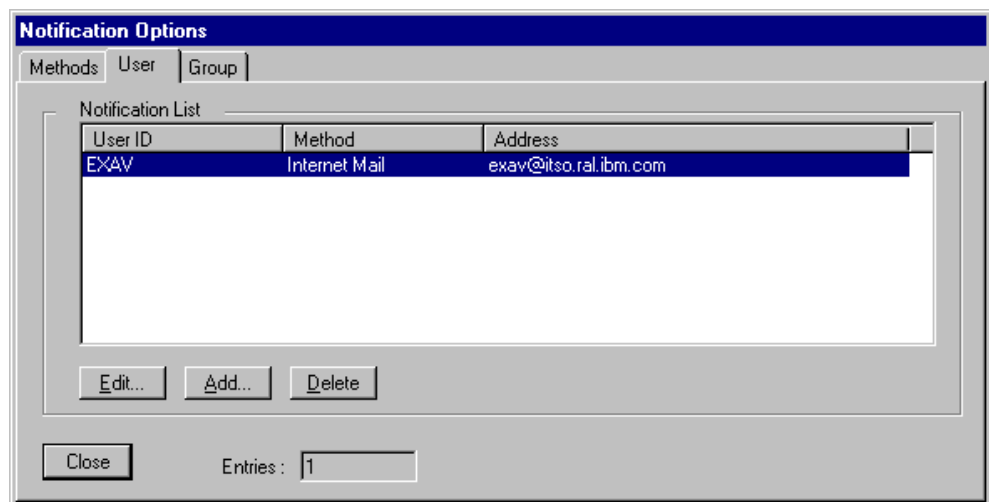 Notification Options
Methods User Group
Notification List
User ID Method Address
EXAV Internet Mail exav@itso.ral.ibm.com
Edit... Add... Delete
Close Entries : 1